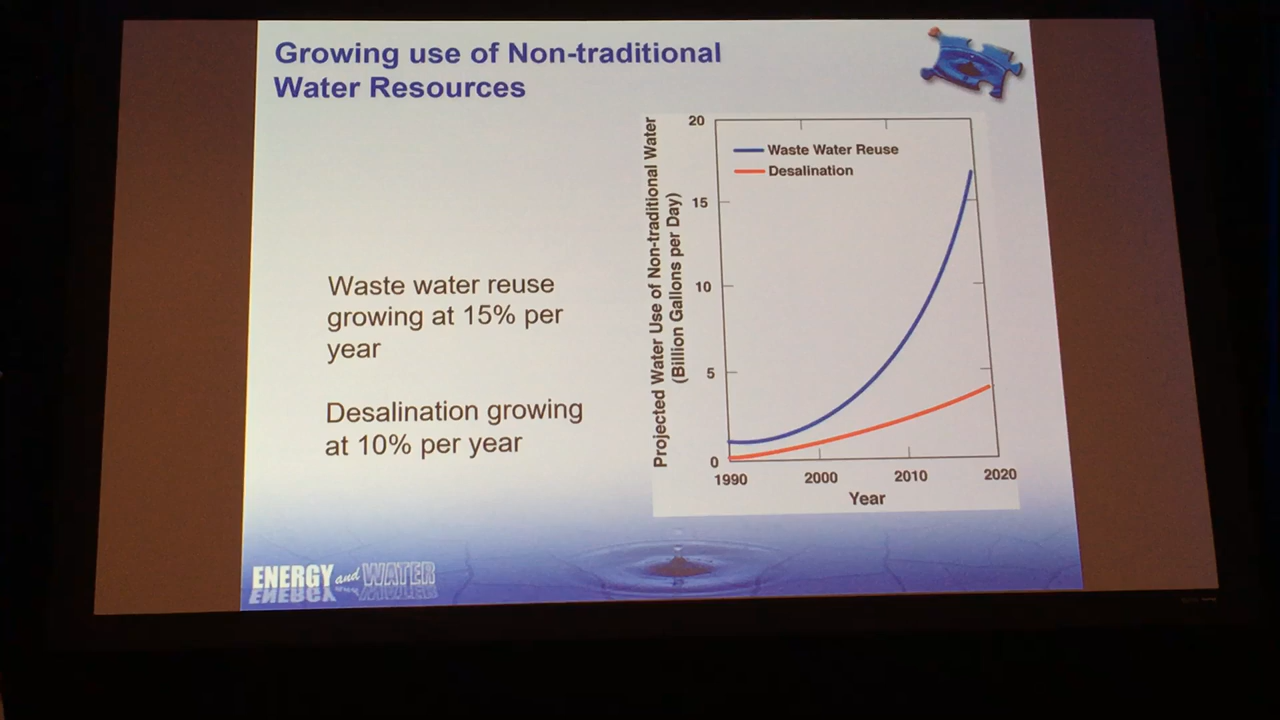 Growing use of Non-traditional
Water Resources
Waste water reuse
growing at 15% per
year
Desalination growing
at 10% per year
Projected Water Use of Non-traditional Water
(Billion Gallons per Day)
20
15
10
5
0
Waste Water Reuse
Desalination
1990 2000 2010 2020
Year
ENERGY and WATER